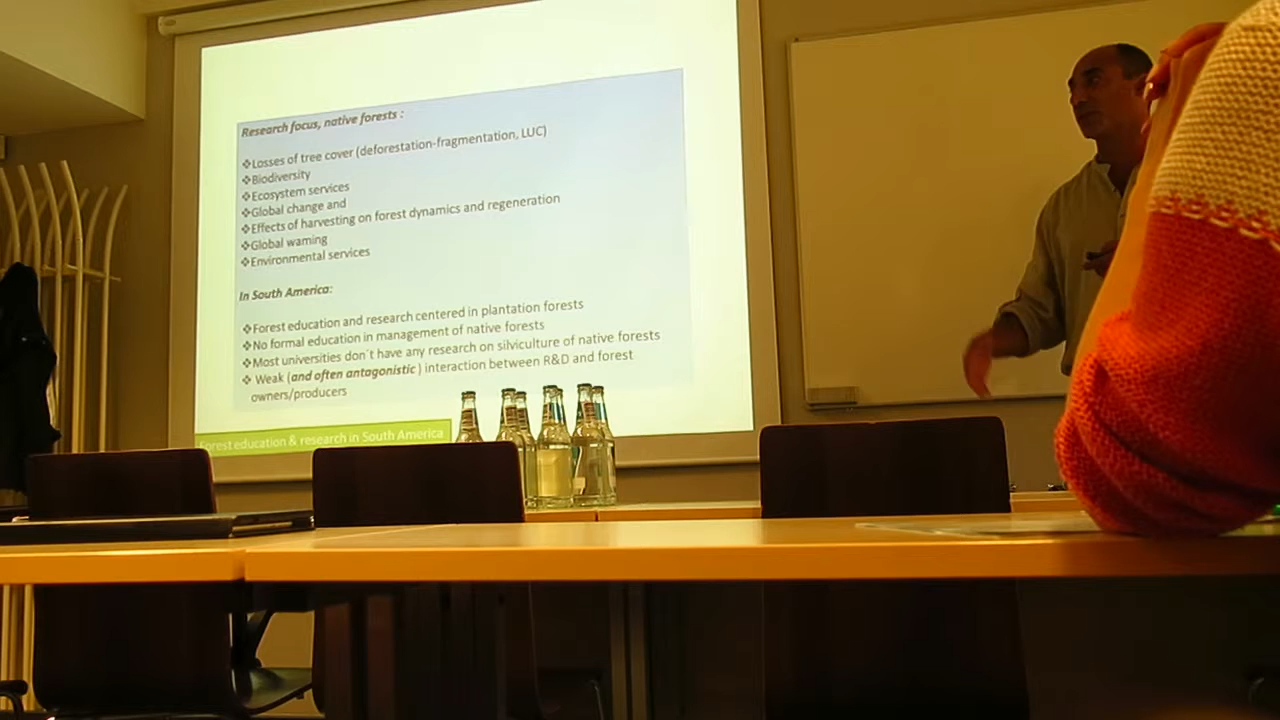 Research focus, native forests :
❖Losses of tree cover (deforestation-fragmentation, LUC)
❖Biodiversity
❖Ecosystem services
❖Global change and
❖Effects of harvesting on forest dynamics and regeneration
❖Global warning
❖Environmental services
In South America:
❖Forest education and research centered in plantation forests
❖No formal education in management of native forests
❖Most universities don´t have any research on silviculture of native forests
❖ Weak (and often antagonistic ) interaction between R&D and forest
owners/producers
Forest education & research in South America